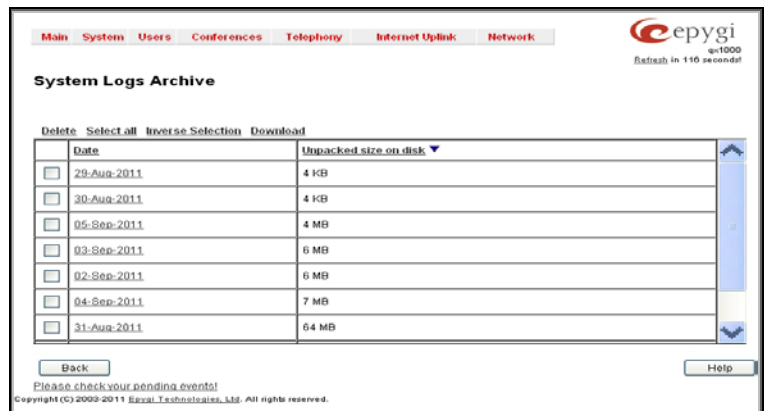 Main System Users Conferences Telephony Internet Uplink Network
epygi
qx1000
Refresh in 116 seconds!
System Logs Archive
Delete Select all Inverse Selection Download
Date Unpacked size on disk
29-Aug-2011 4 KB
30-Aug-2011 4 KB
05-Sep-2011 4 MB
03-Sep-2011 6 MB
02-Sep-2011 6 MB
04-Sep-2011 7 MB
31-Aug-2011 64 MB
Back Help
Please check your pending events!
Copyright (C) 2003-2011 Epygi Technologies, Ltd. All rights reserved.